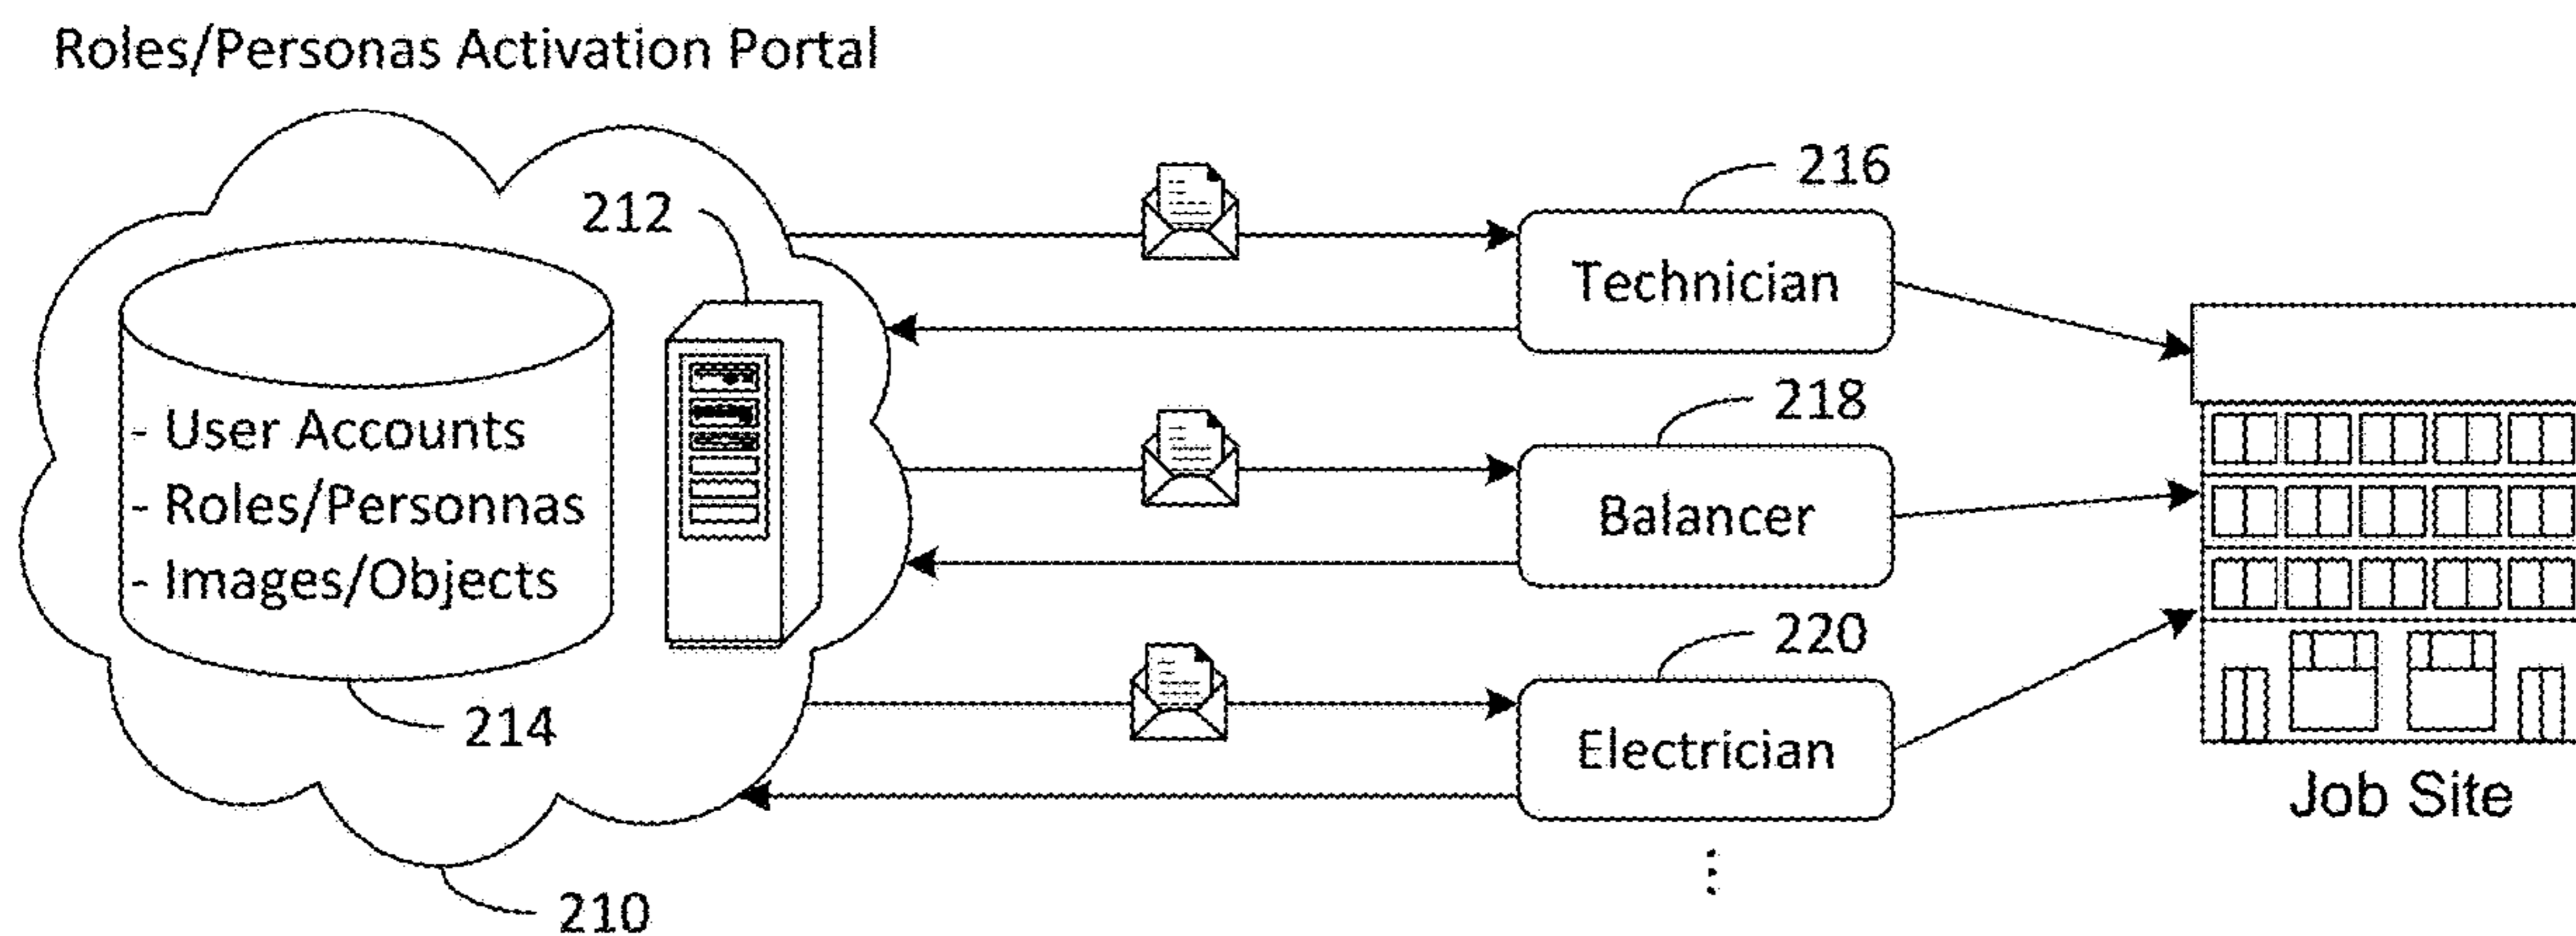 Roles/Personas Activation Portal
212
- User Accounts
- Roles/Personnas
- Images/Objects
214
210
216
Technician
218
Balancer
220
Electrician
Job Site